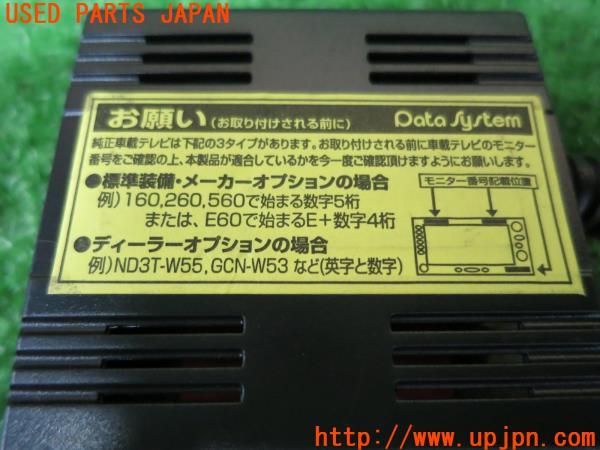 USED PARTS JAPAN
お願い(お取り付けされる前に)
Data System
純正車載テレビは下記の3タイプがあります。お取り付けされる前に車載テレビのモニター
番号をご確認の上、本製品が適合しているかを今一度ご確認頂けますようにお願いします。
●標準装備・メーカーオプションの場合
例)160,260,560で始まる数字5桁
または、E60で始まるE+数字4桁
●ディーラーオプションの場合
例)ND3T-W55,GCN-W53 など(英字と数字)
モニター番号記載位置
http://www.upjpn.com/